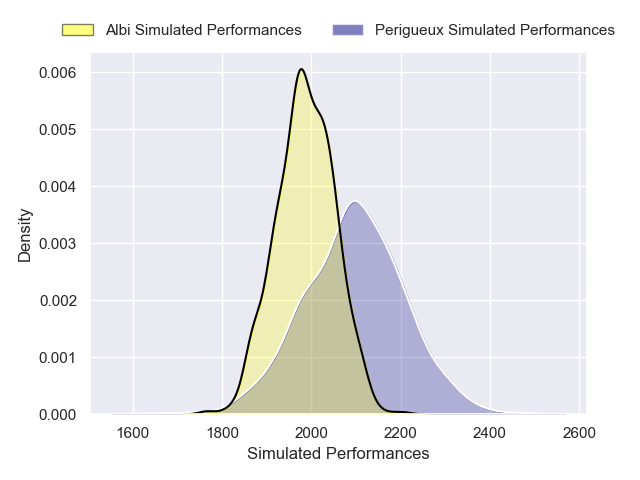 Albi Simulated Performances Perigueux Simulated Performances
0.006
0.005
0.004
0.003
0.002
0.001
0.000
Density
1600 1800 2000 2200 2400 2600
Simulated Performances